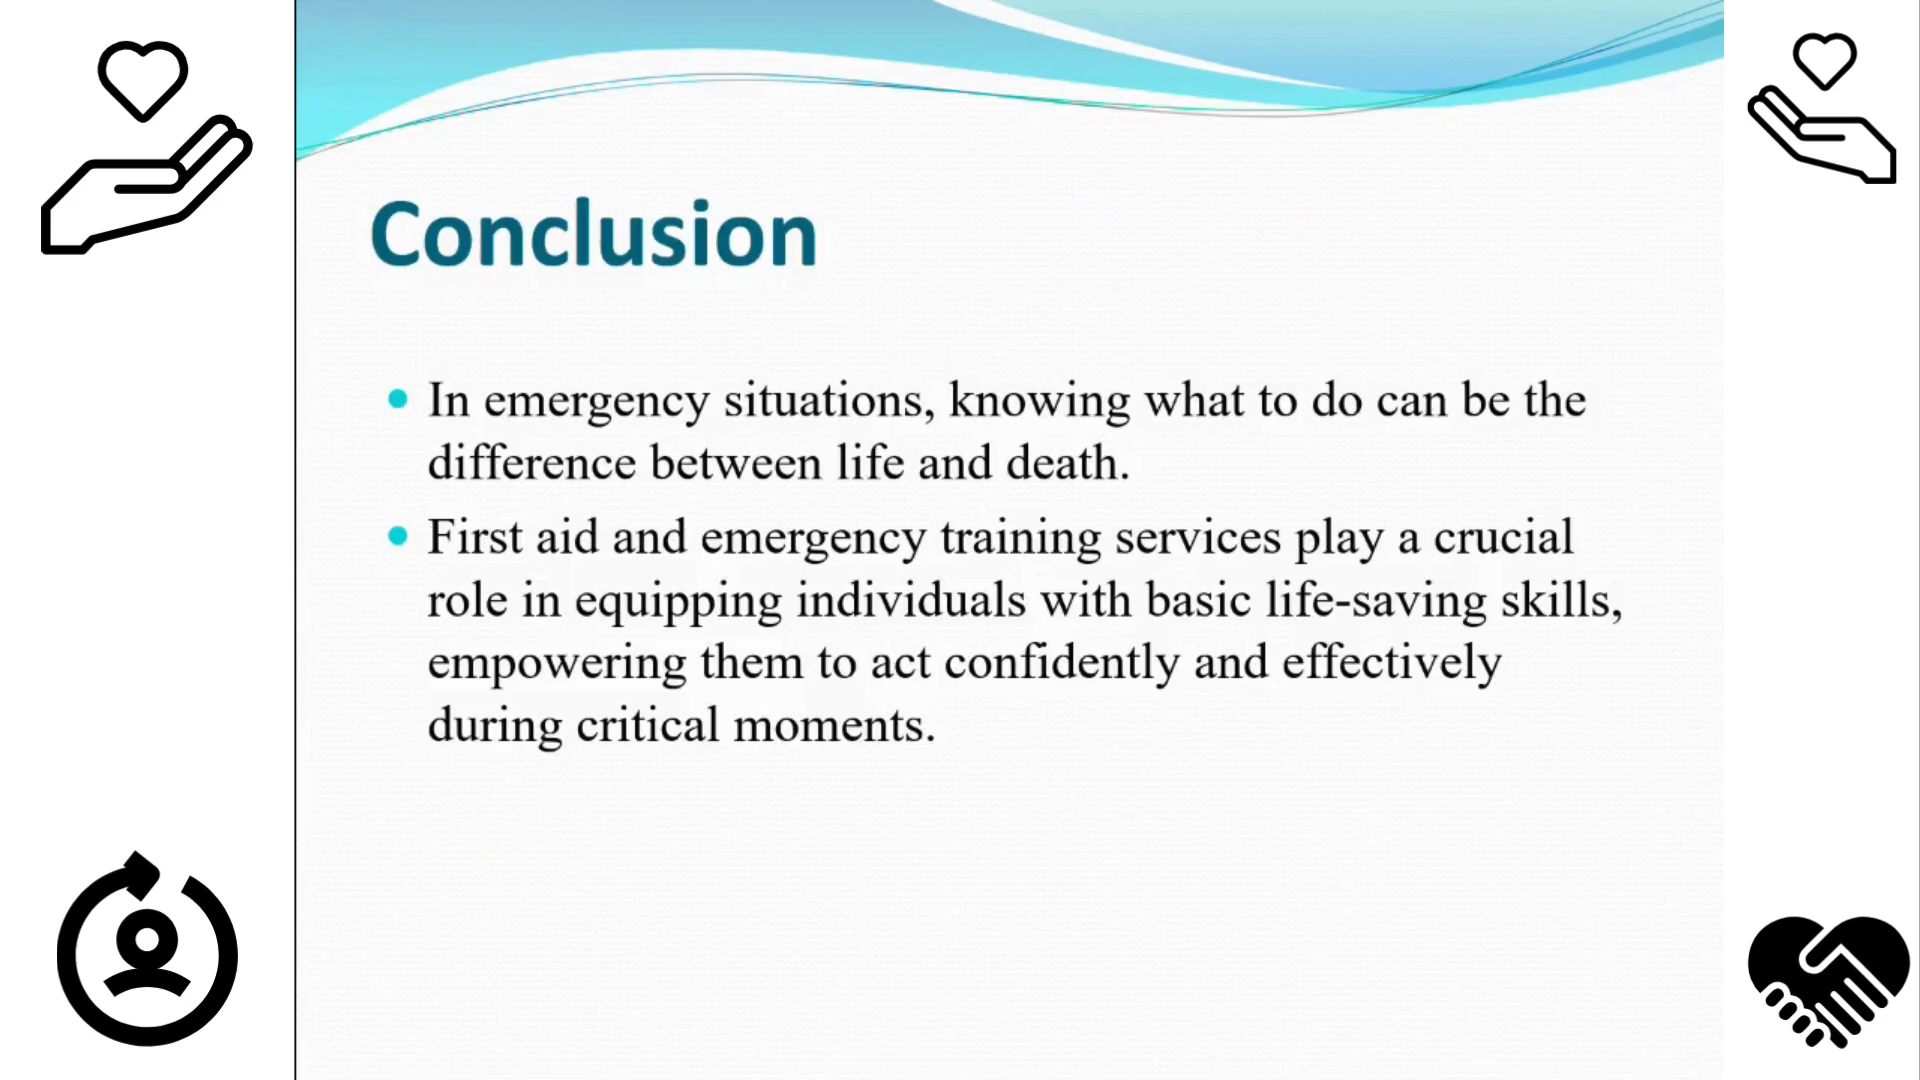 Conclusion
In emergency situations, knowing what to do can be the
difference between life and death.
First aid and emergency training services play a crucial
role in equipping individuals with basic life-saving skills,
empowering them to act confidently and effectively
during critical moments.